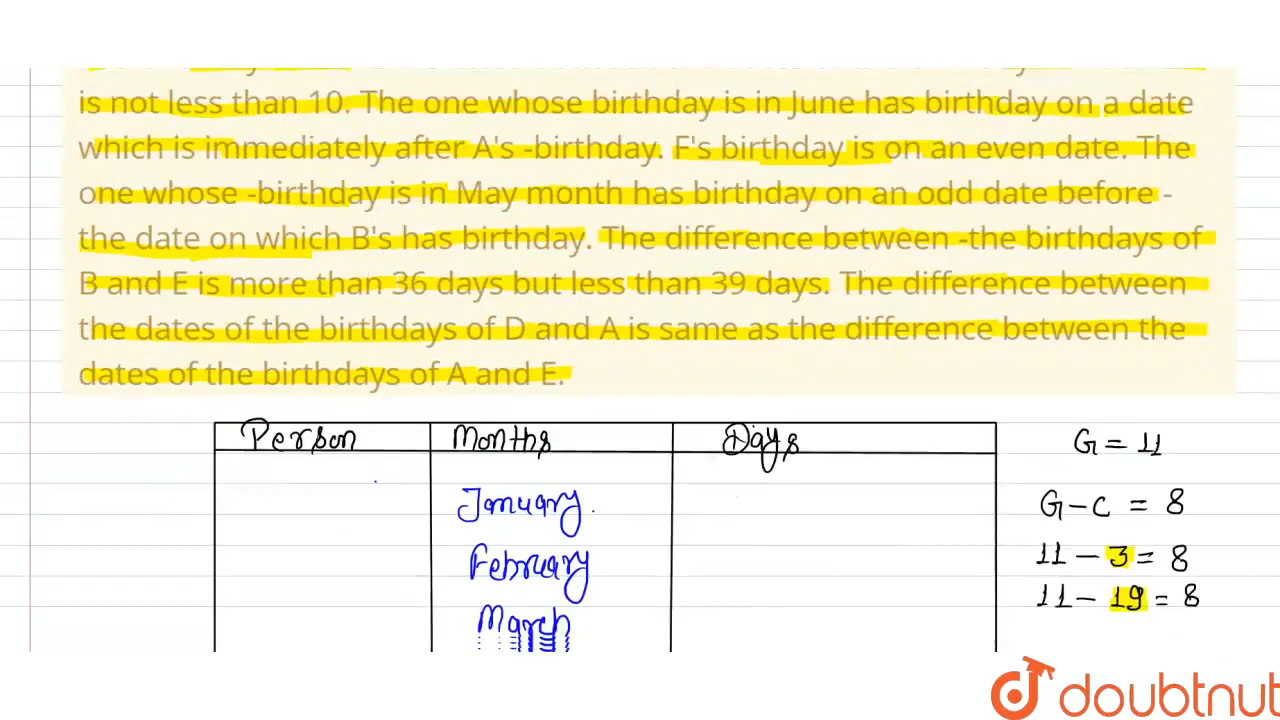 is not less than 10. The one whose birthday is in June has birthday on a date
which is immediately after A's -birthday. F's birthday is on an even date. The
one whose -birthday is in May month has birthday on an odd date before -
the date on which B's has birthday. The difference between -the birthdays of
B and E is more than 36 days but less than 39 days. The difference between
the dates of the birthdays of D and A is same as the difference between the
dates of the birthdays of A and E.
Person Months Days
G = 11
January.
G - C = 8
February
11 - 3 = 8
11 - 19 = 8
March
doubtnut